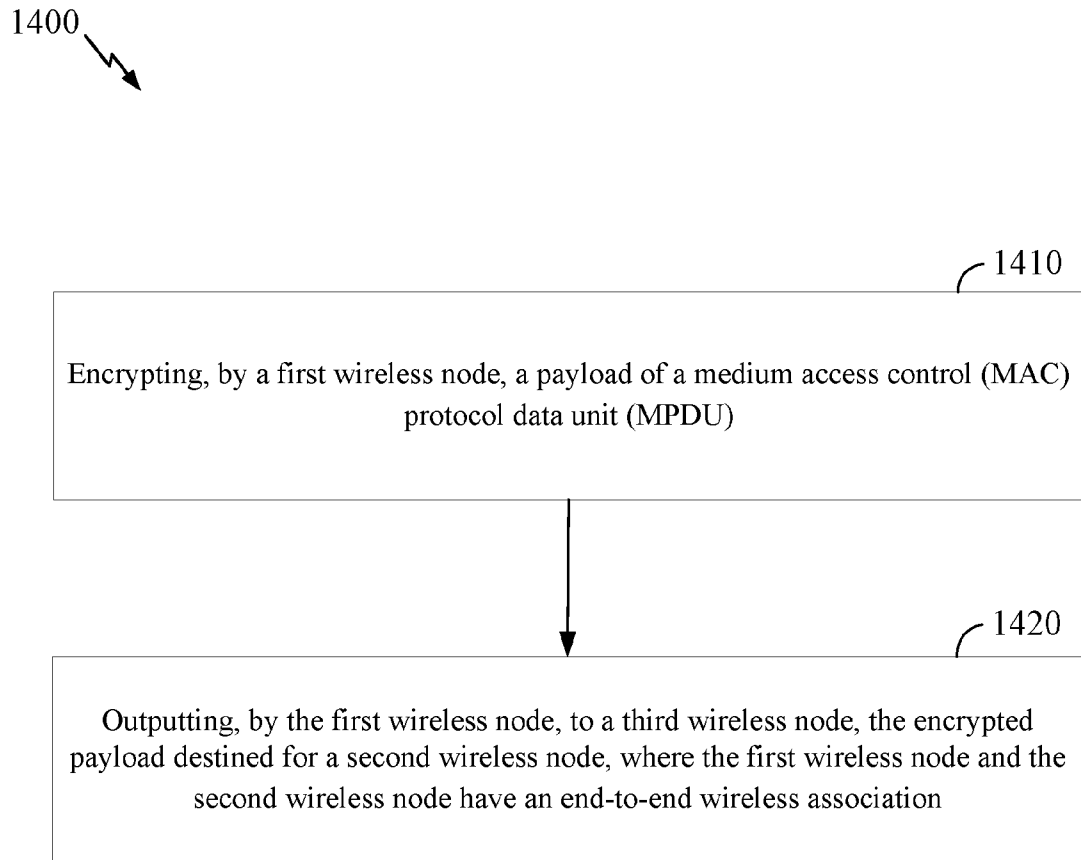 1400
1410
Encrypting, by a first wireless node, a payload of a medium access control (MAC)
protocol data unit (MPDU)
1420
Outputting, by the first wireless node, to a third wireless node, the encrypted
payload destined for a second wireless node, where the first wireless node and the
second wireless node have an end-to-end wireless association